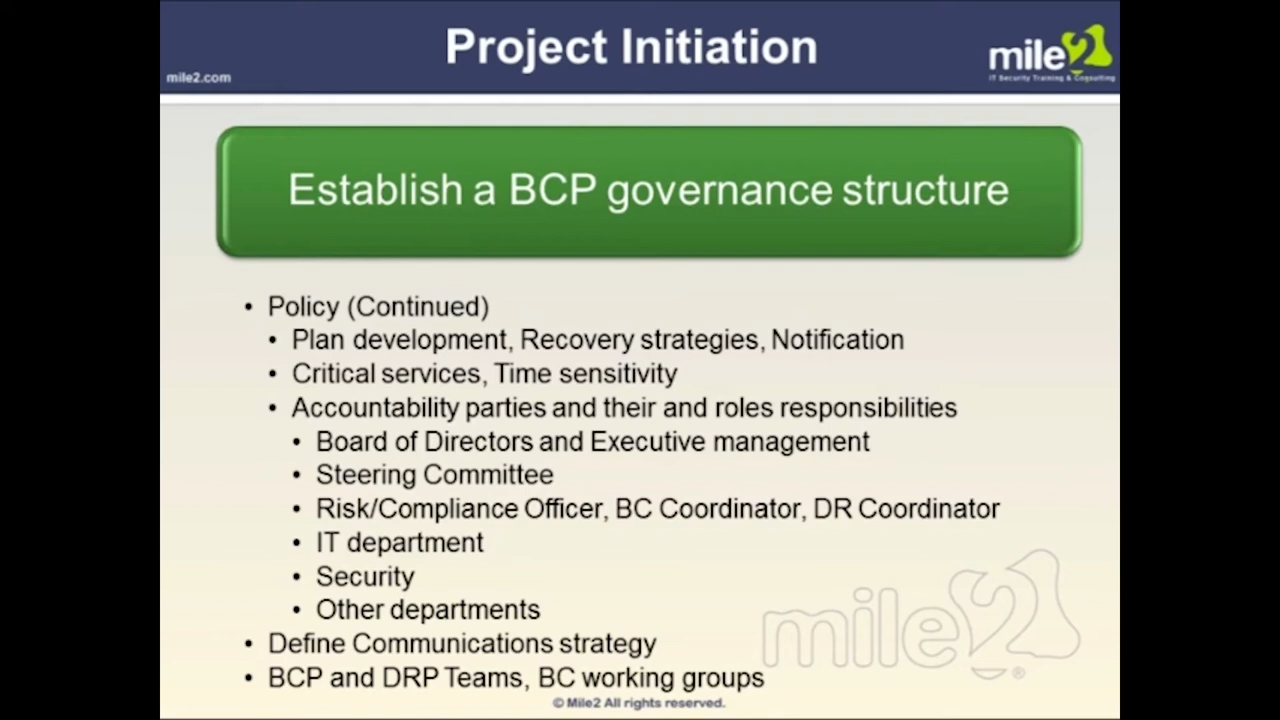 Project Initiation
mile2
IT Security Training & Consulting
mile2.com
Establish a BCP governance structure
• Policy (Continued)
• Plan development, Recovery strategies, Notification
• Critical services, Time sensitivity
• Accountability parties and their and roles responsibilities
• Board of Directors and Executive management
• Steering Committee
• Risk/Compliance Officer, BC Coordinator, DR Coordinator
• IT department
• Security
• Other departments
• Define Communications strategy
• BCP and DRP Teams, BC working groups
mile2®
© Mile2 All rights reserved.